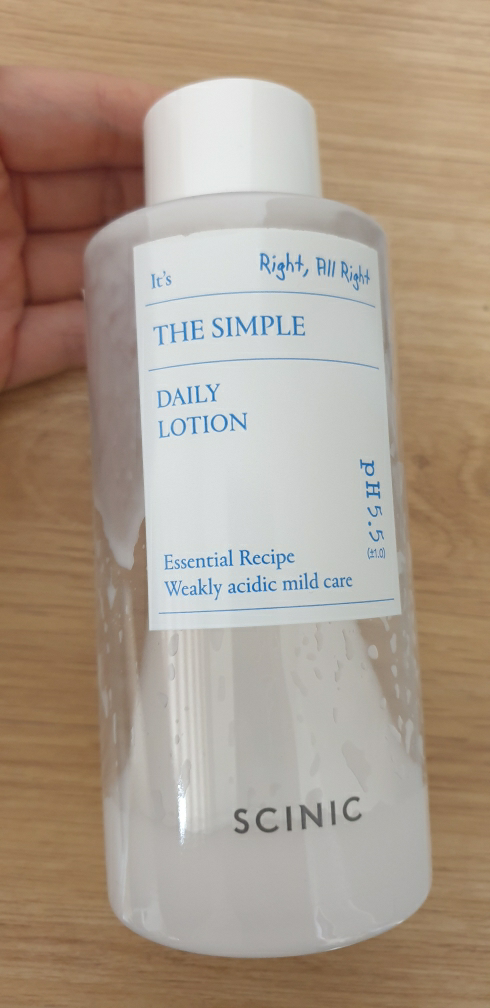 It's Right, All Right
THE SIMPLE
DAILY
LOTION
pH 5.5
(±1.0)
Essential Recipe
Weakly acidic mild care
SCINIC